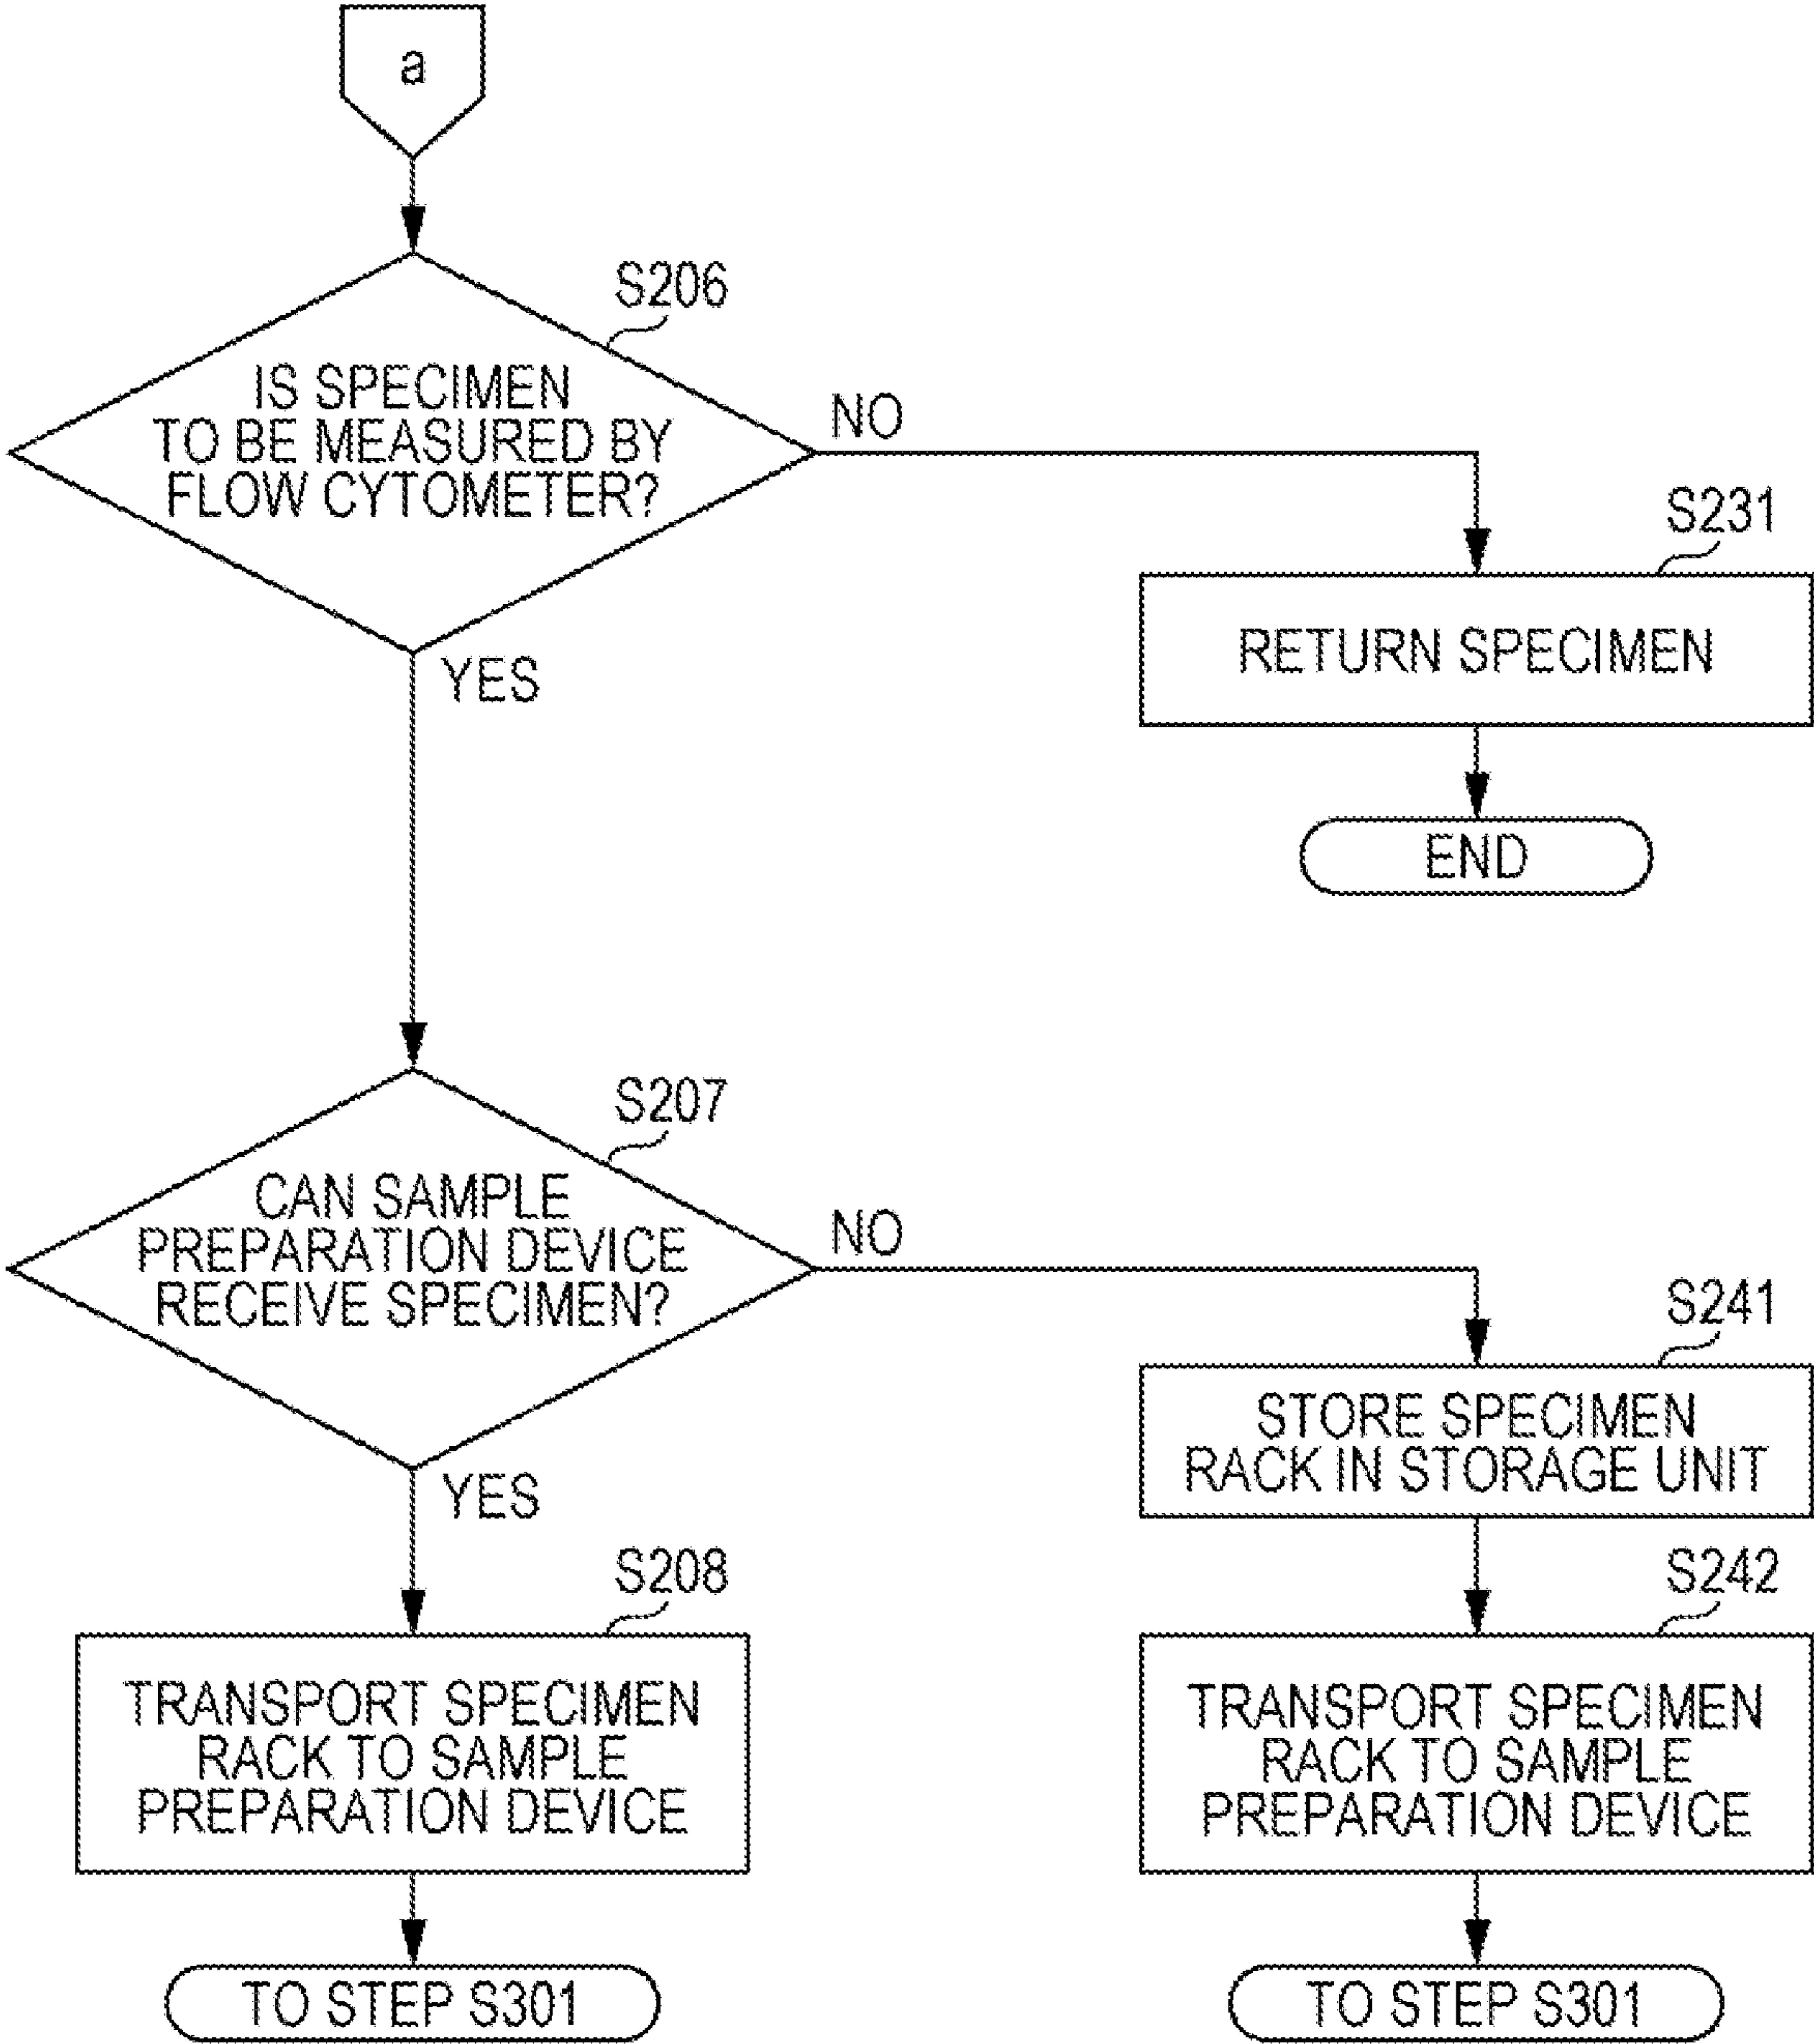 a
S206
IS SPECIMEN
TO BE MEASURED BY
FLOW CYTOMETER?
NO
YES
S231
RETURN SPECIMEN
END
S207
CAN SAMPLE
PREPARATION DEVICE
RECEIVE SPECIMEN?
NO
YES
S241
STORE SPECIMEN
RACK IN STORAGE UNIT
S208
TRANSPORT SPECIMEN
RACK TO SAMPLE
PREPARATION DEVICE
TO STEP S301
S242
TRANSPORT SPECIMEN
RACK TO SAMPLE
PREPARATION DEVICE
TO STEP S301